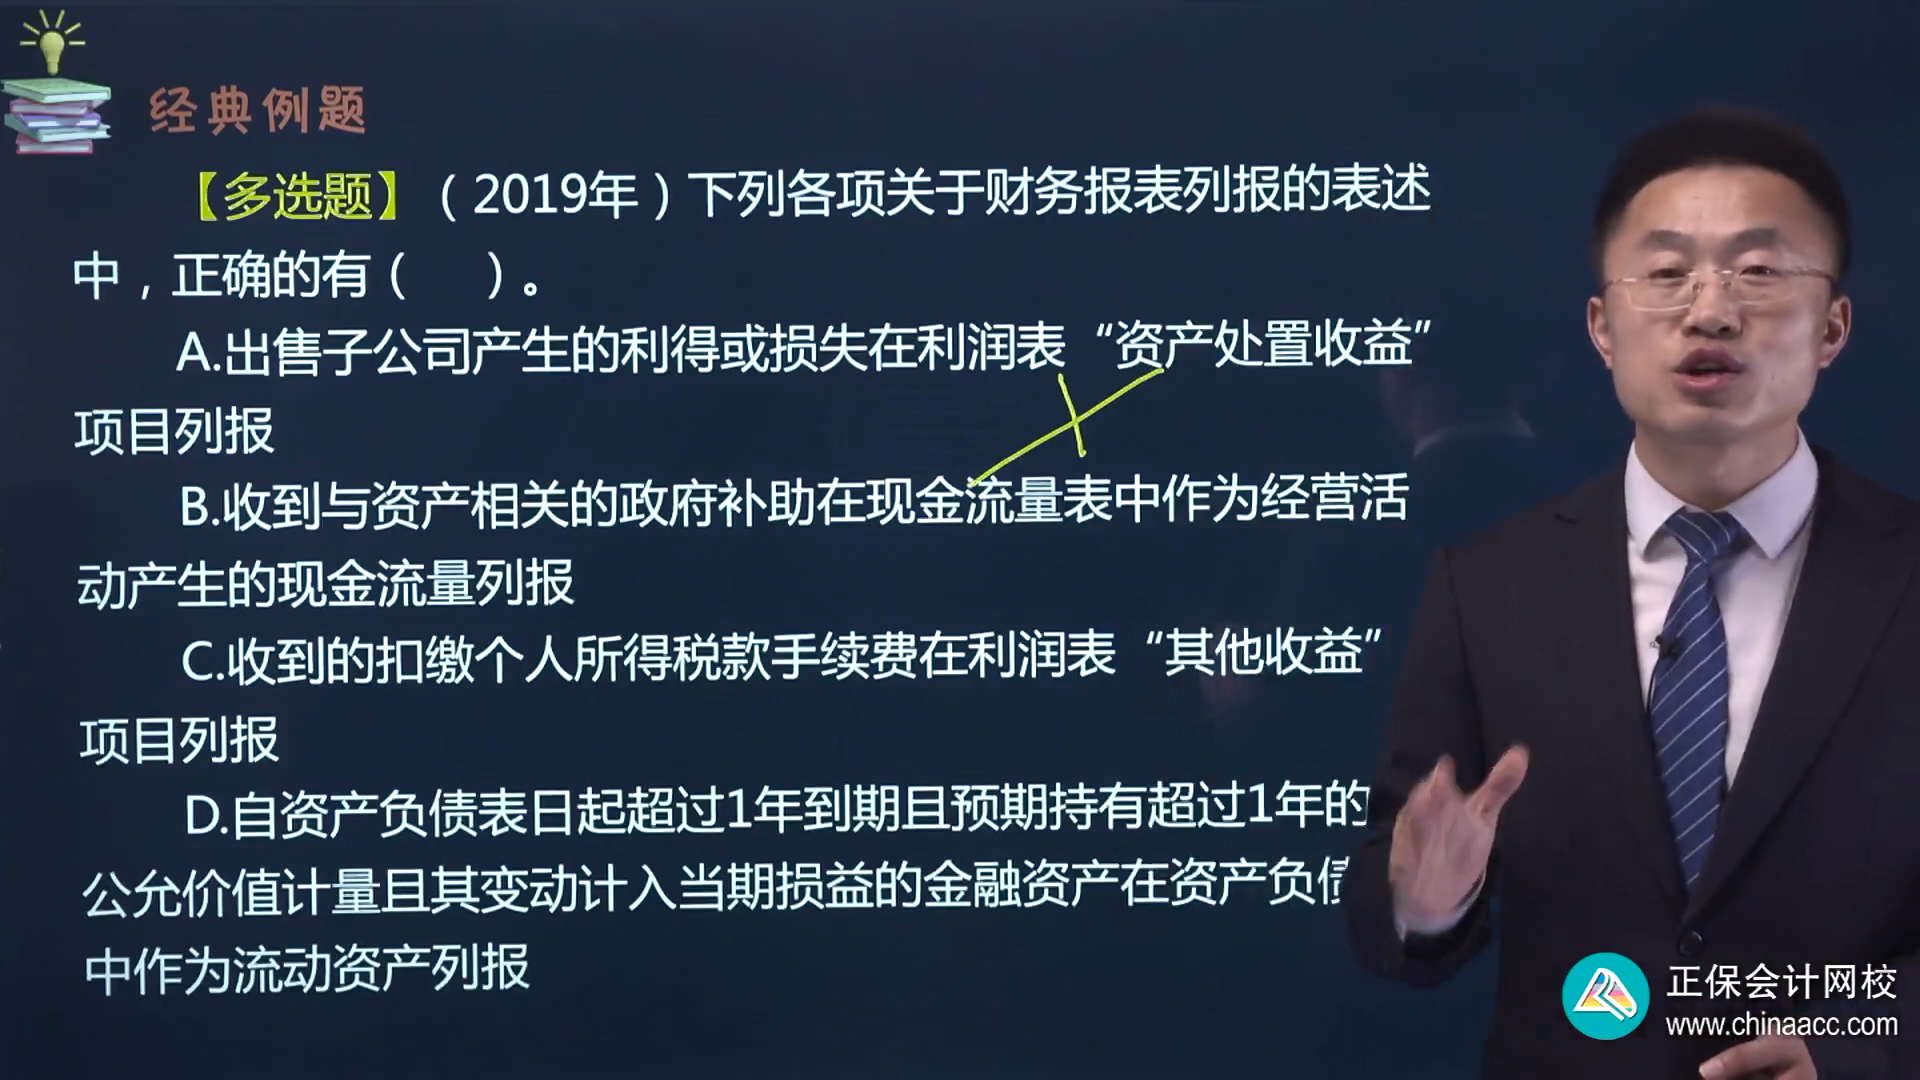 经典例题
【多选题】（2019年）下列各项关于财务报表列报的表述
中，正确的有（ ）。
A.出售子公司产生的利得或损失在利润表“资产处置收益”
项目列报
B.收到与资产相关的政府补助在现金流量表中作为经营活
动产生的现金流量列报
C.收到的扣缴个人所得税款手续费在利润表“其他收益”
项目列报
D.自资产负债表日起超过1年到期且预期持有超过1年的
公允价值计量且其变动计入当期损益的金融资产在资产负债
中作为流动资产列报
正保会计网校
www.chinaacc.com